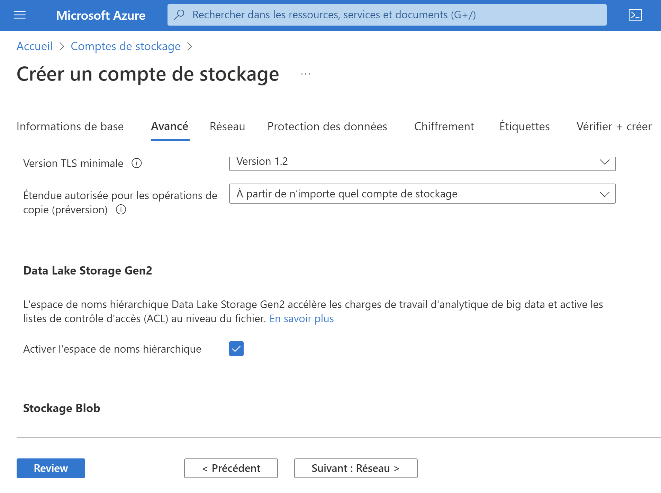 Microsoft Azure
Rechercher dans les ressources, services et documents (G+/)
Accueil > Comptes de stockage >
Créer un compte de stockage ...
Informations de base Avancé Réseau Protection des données Chiffrement Étiquettes Vérifier + créer
Version TLS minimale
Version 1.2
Étendue autorisée pour les opérations de
copie (préversion)
À partir de n'importe quel compte de stockage
Data Lake Storage Gen2
L'espace de noms hiérarchique Data Lake Storage Gen2 accélère les charges de travail d'analytique de big data et active les
listes de contrôle d'accès (ACL) au niveau du fichier. En savoir plus
Activer l'espace de noms hiérarchique
Stockage Blob
Review
< Précédent
Suivant : Réseau >